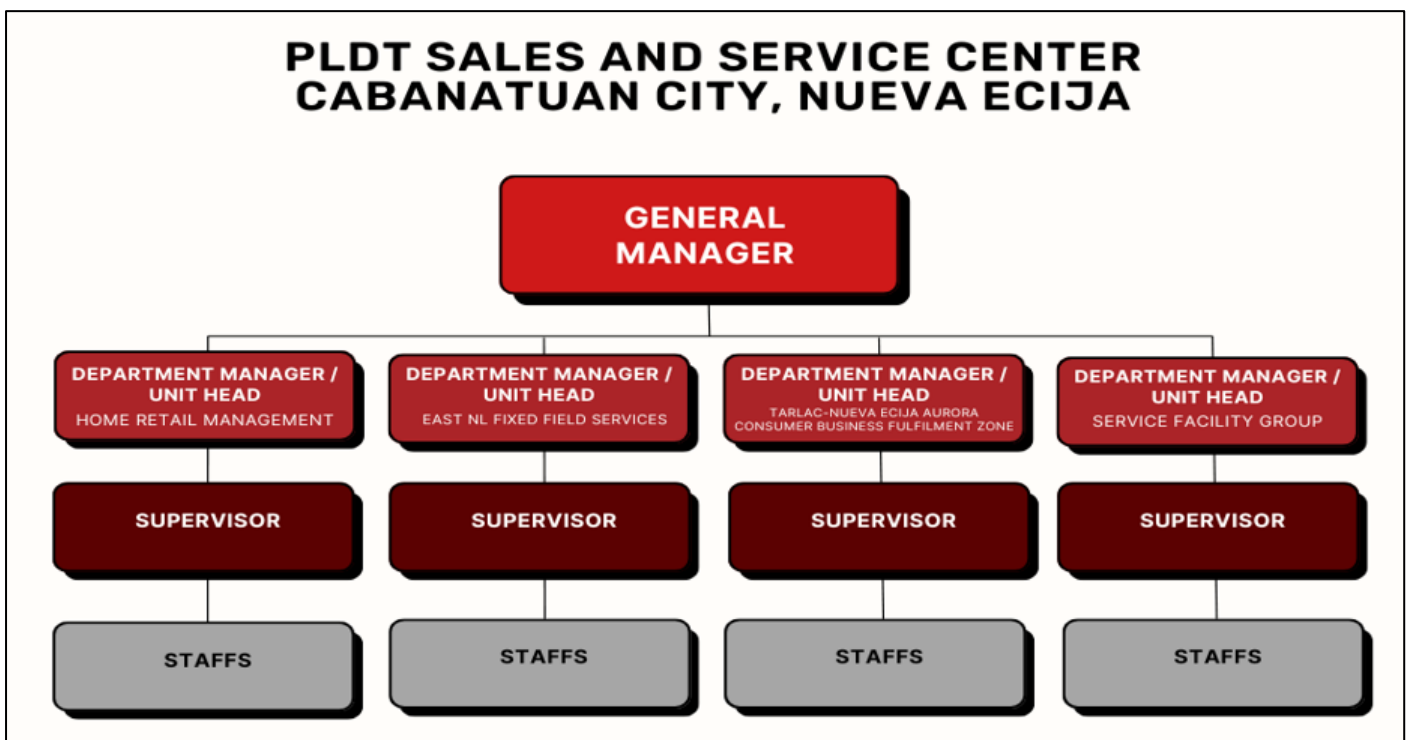 PLDT SALES AND SERVICE CENTER
CABANATUAN CITY, NUEVA ECIJA
GENERAL
MANAGER
DEPARTMENT MANAGER /
UNIT HEAD
HOME RETAIL MANAGEMENT
DEPARTMENT MANAGER /
UNIT HEAD
EAST NL FIXED FIELD SERVICES
DEPARTMENT MANAGER /
UNIT HEAD
TARLAC-NUEVA ECIJA AURORA
CONSUMER BUSINESS FULFILMENT ZONE
DEPARTMENT MANAGER /
UNIT HEAD
SERVICE FACILITY GROUP
SUPERVISOR
SUPERVISOR
SUPERVISOR
SUPERVISOR
STAFFS
STAFFS
STAFFS
STAFFS